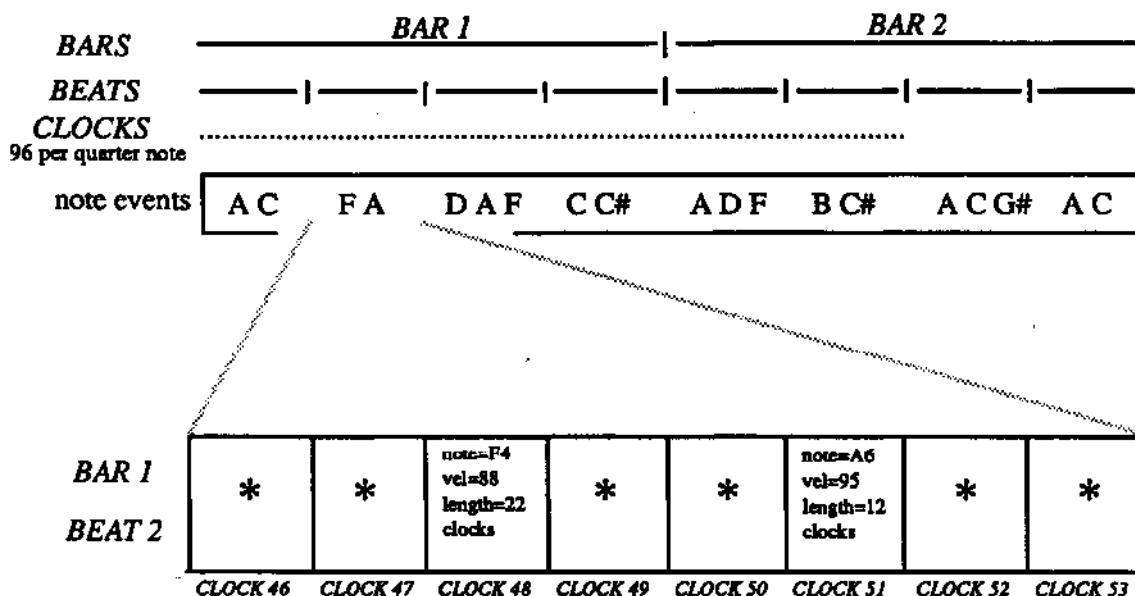 BARS BAR 1 BAR 2
BEATS
CLOCKS
96 per quarter note
note events A C F A D A F C C# A D F B C# A C G# A C
BAR 1
BEAT 2
* * note=F4 * * note=A6 * *
vel=88 vel=95
length=22 length=12
clocks clocks
CLOCK 46 CLOCK 47 CLOCK 48 CLOCK 49 CLOCK 50 CLOCK 51 CLOCK 52 CLOCK 53